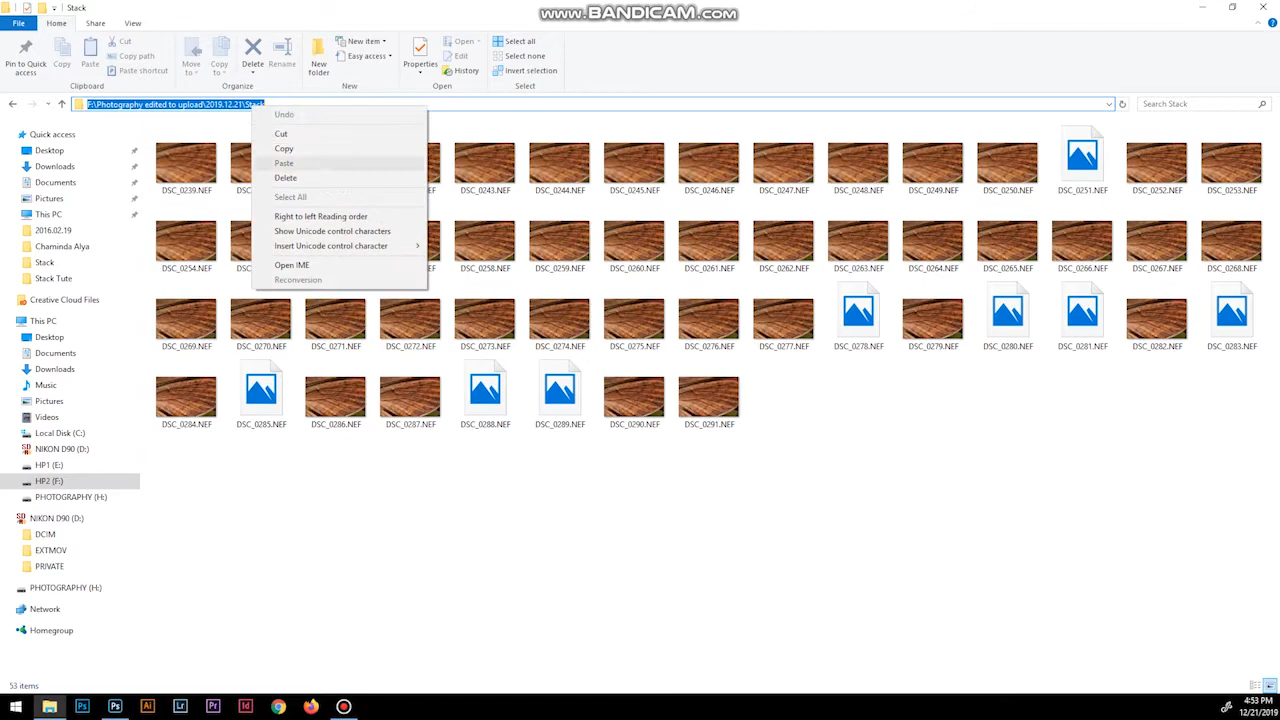 Stack
www.BANDICAM.com
File Home Share View
Pin to Quick access
Copy
Paste
Cut
Copy path
Paste shortcut
Clipboard
Move to
Copy to
Delete
Rename
Organize
New folder
New item
Easy access
New
Properties
Open
Edit
History
Open
Select all
Select none
Invert selection
Select
F:\Photography edited to upload\2019.12.21\Stack
Search Stack
Undo
Cut
Copy
Paste
Delete
Select All
Right to left Reading order
Show Unicode control characters
Insert Unicode control character
Open IME
Reconversion
Quick access
Desktop
Downloads
Documents
Pictures
This PC
2016.02.19
Chaminda Alya
Stack
Stack Tute
Creative Cloud Files
This PC
Desktop
Documents
Downloads
Music
Pictures
Videos
Local Disk (C:)
NIKON D90 (D:)
HP1 (E:)
HP2 (F:)
PHOTOGRAPHY (H:)
NIKON D90 (D:)
DCIM
EXTMOV
PRIVATE
PHOTOGRAPHY (H:)
Network
Homegroup
DSC_0239.NEF DSC_0243.NEF DSC_0244.NEF DSC_0245.NEF DSC_0246.NEF DSC_0247.NEF DSC_0248.NEF DSC_0249.NEF DSC_0250.NEF DSC_0251.NEF DSC_0252.NEF DSC_0253.NEF
DSC_0254.NEF DSC_0258.NEF DSC_0259.NEF DSC_0260.NEF DSC_0261.NEF DSC_0262.NEF DSC_0263.NEF DSC_0264.NEF DSC_0265.NEF DSC_0266.NEF DSC_0267.NEF DSC_0268.NEF
DSC_0269.NEF DSC_0270.NEF DSC_0271.NEF DSC_0272.NEF DSC_0273.NEF DSC_0274.NEF DSC_0275.NEF DSC_0276.NEF DSC_0277.NEF DSC_0278.NEF DSC_0279.NEF DSC_0280.NEF DSC_0281.NEF DSC_0282.NEF DSC_0283.NEF
DSC_0284.NEF DSC_0285.NEF DSC_0286.NEF DSC_0287.NEF DSC_0288.NEF DSC_0289.NEF DSC_0290.NEF DSC_0291.NEF
53 items
Ps Ps Ai Lr Pr Id
4:53 PM
12/21/2019